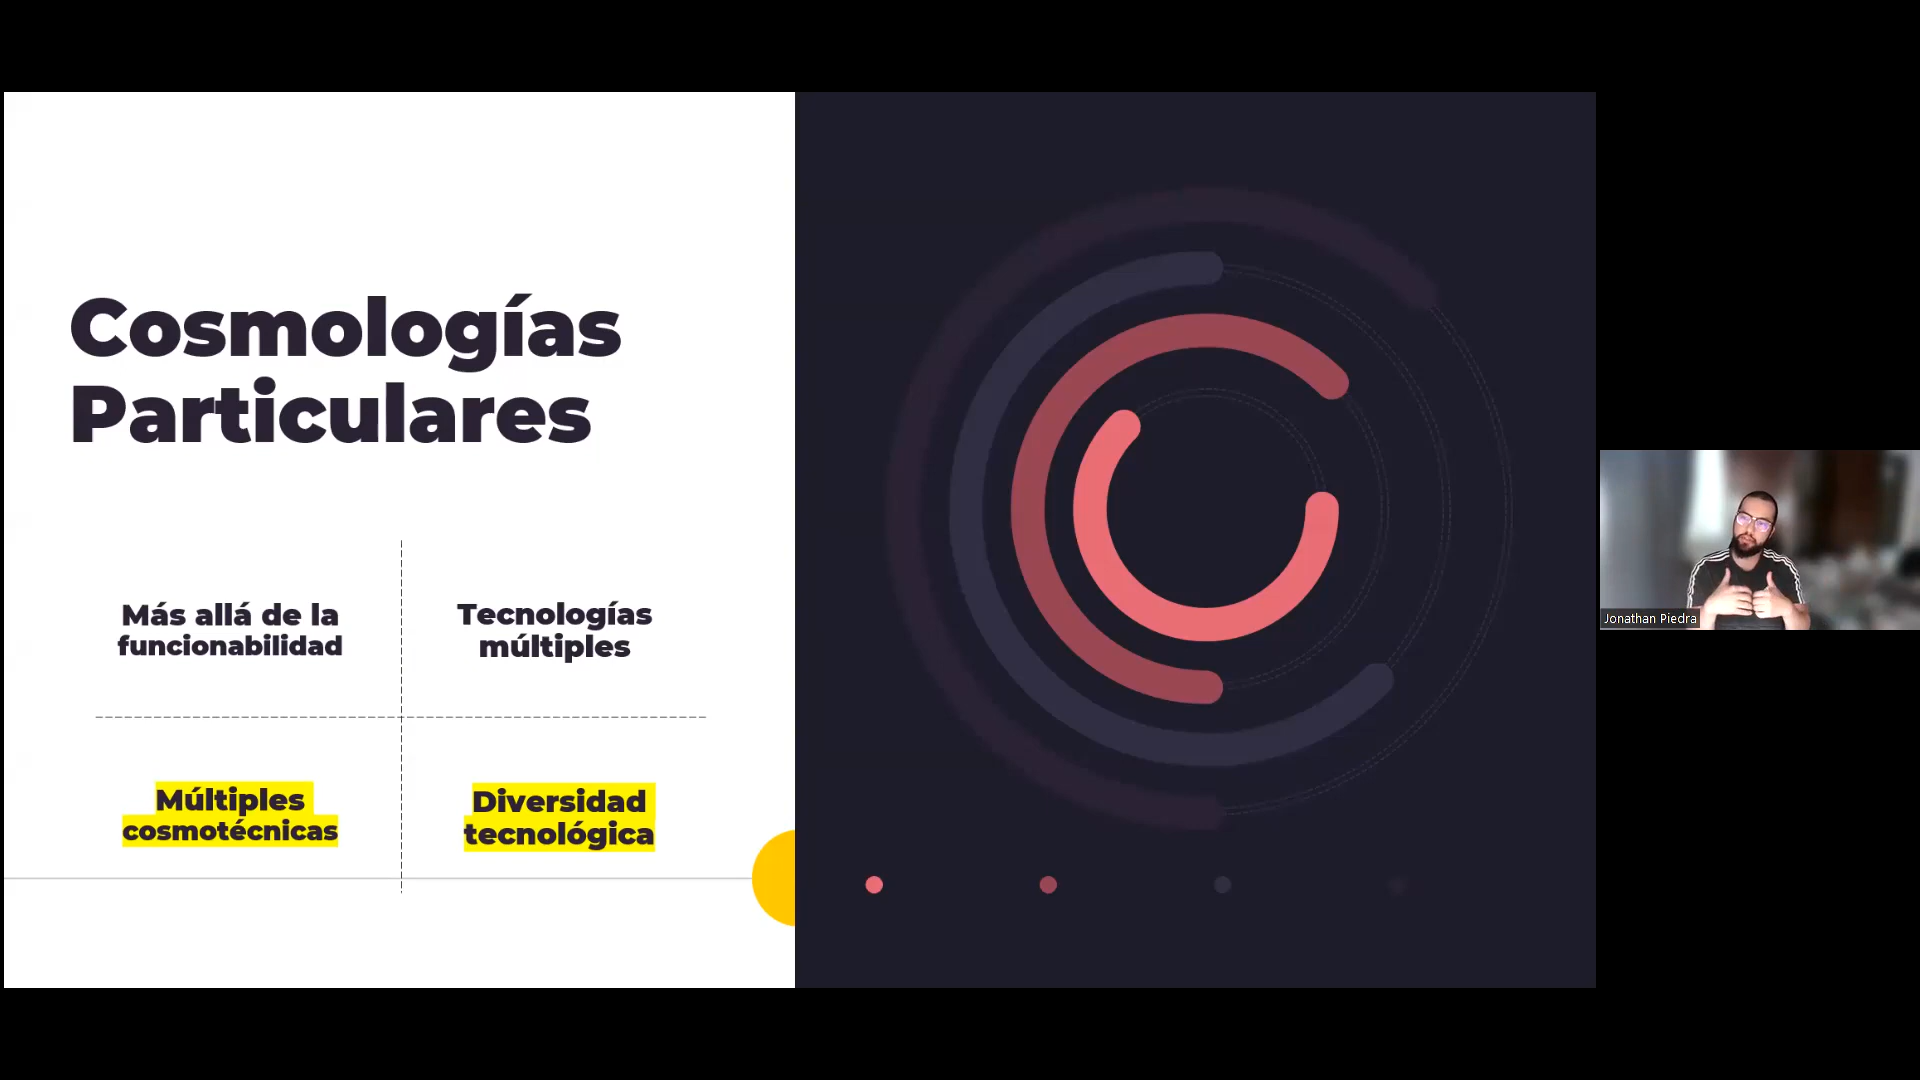 Cosmologías
Particulares
Más allá de la
funcionabilidad
Tecnologías
múltiples
Múltiples
cosmotécnicas
Diversidad
tecnológica
Jonathan Piedra